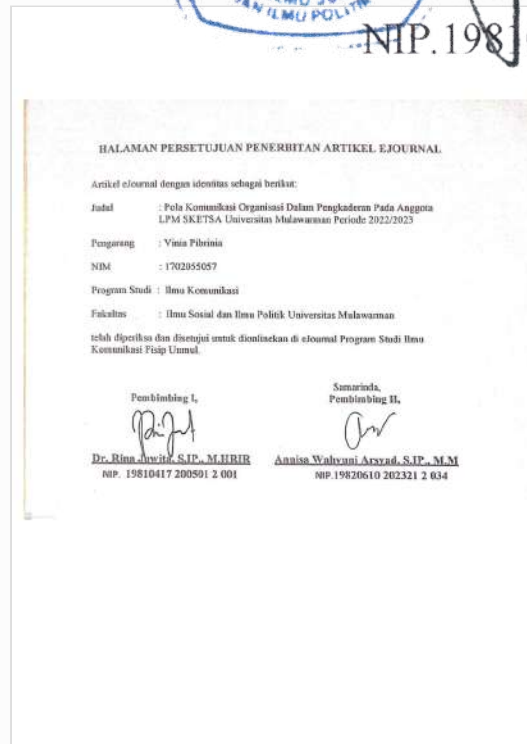 AN ILMU POLITIK
NIP.1981
HALAMAN PERSETUJUAN PENERBITAN ARTIKEL EJOURNAL
Artikel eJournal dengan identitas sebagai berikut:
Judul : Pola Komunikasi Organisasi Dalam Pengkaderan Pada Anggota
LPM SKETSA Universitas Mulawarman Periode 2022/2023
Pengarang : Vinia Pibrinia
NIM : 1702055057
Program Studi : Ilmu Komunikasi
Fakultas : Ilmu Sosial dan Ilmu Politik Universitas Mulawarman
telah diperiksa dan disetujui untuk dionlinekan di eJournal Program Studi Ilmu
Komunikasi Fisip Unmul.
Samarinda,
Pembimbing I,
Pembimbing II,
Dr. Rina Juwita, S.IP., M.HRIR
Annisa Wahyuni Arsyad, S.IP., M.M
NIP. 19810417 200501 2 001
NIP.19820610 202321 2 034